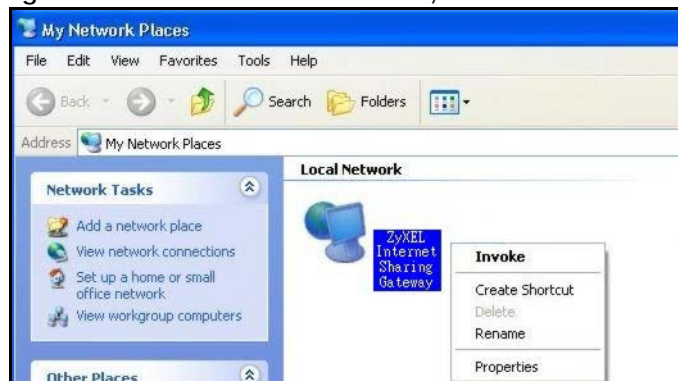 My Network Places
File Edit View Favorites Tools Help
Back Search Folders
Address My Network Places
Network Tasks
Add a network place
View network connections
Set up a home or small
office network
View workgroup computers
Other Places
Local Network
ZyXEL
Internet
Sharing
Gateway
Invoke
Create Shortcut
Delete
Rename
Properties